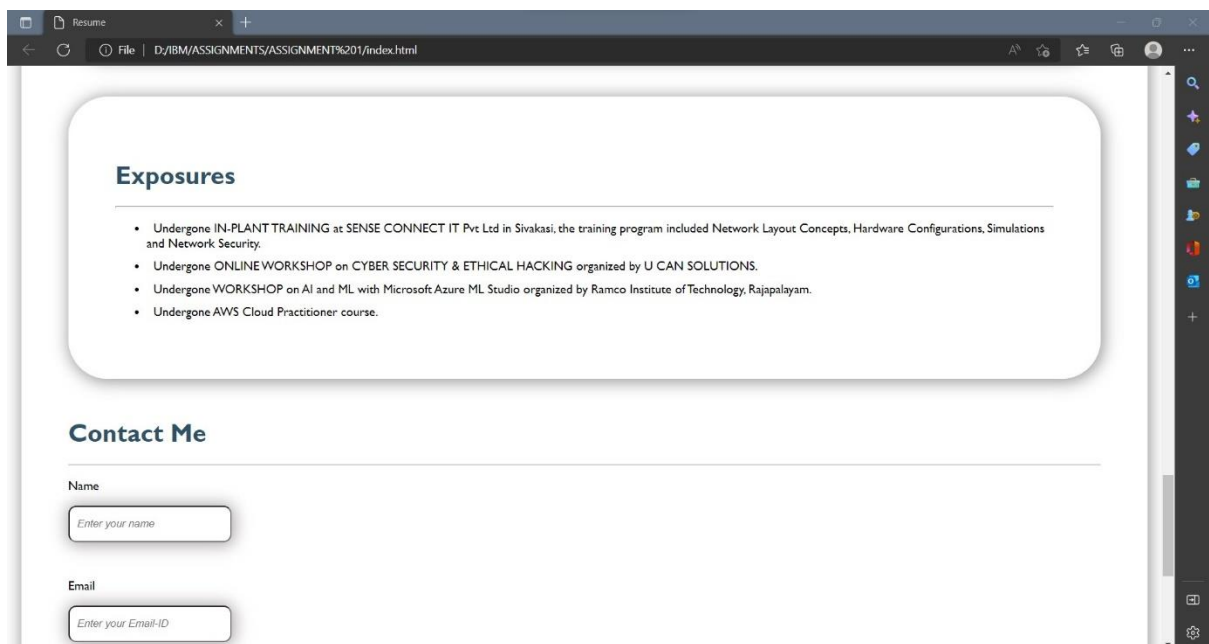 Resume
File | D:/IBM/ASSIGNMENTS/ASSIGNMENT%201/index.html
Exposures
• Undergone IN-PLANT TRAINING at SENSE CONNECT IT Pvt Ltd in Sivakasi, the training program included Network Layout Concepts, Hardware Configurations, Simulations
and Network Security.
• Undergone ONLINE WORKSHOP on CYBER SECURITY & ETHICAL HACKING organized by U CAN SOLUTIONS.
• Undergone WORKSHOP on AI and ML with Microsoft Azure ML Studio organized by Ramco Institute of Technology, Rajapalayam.
• Undergone AWS Cloud Practitioner course.
Contact Me
Name
Enter your name
Email
Enter your Email-ID